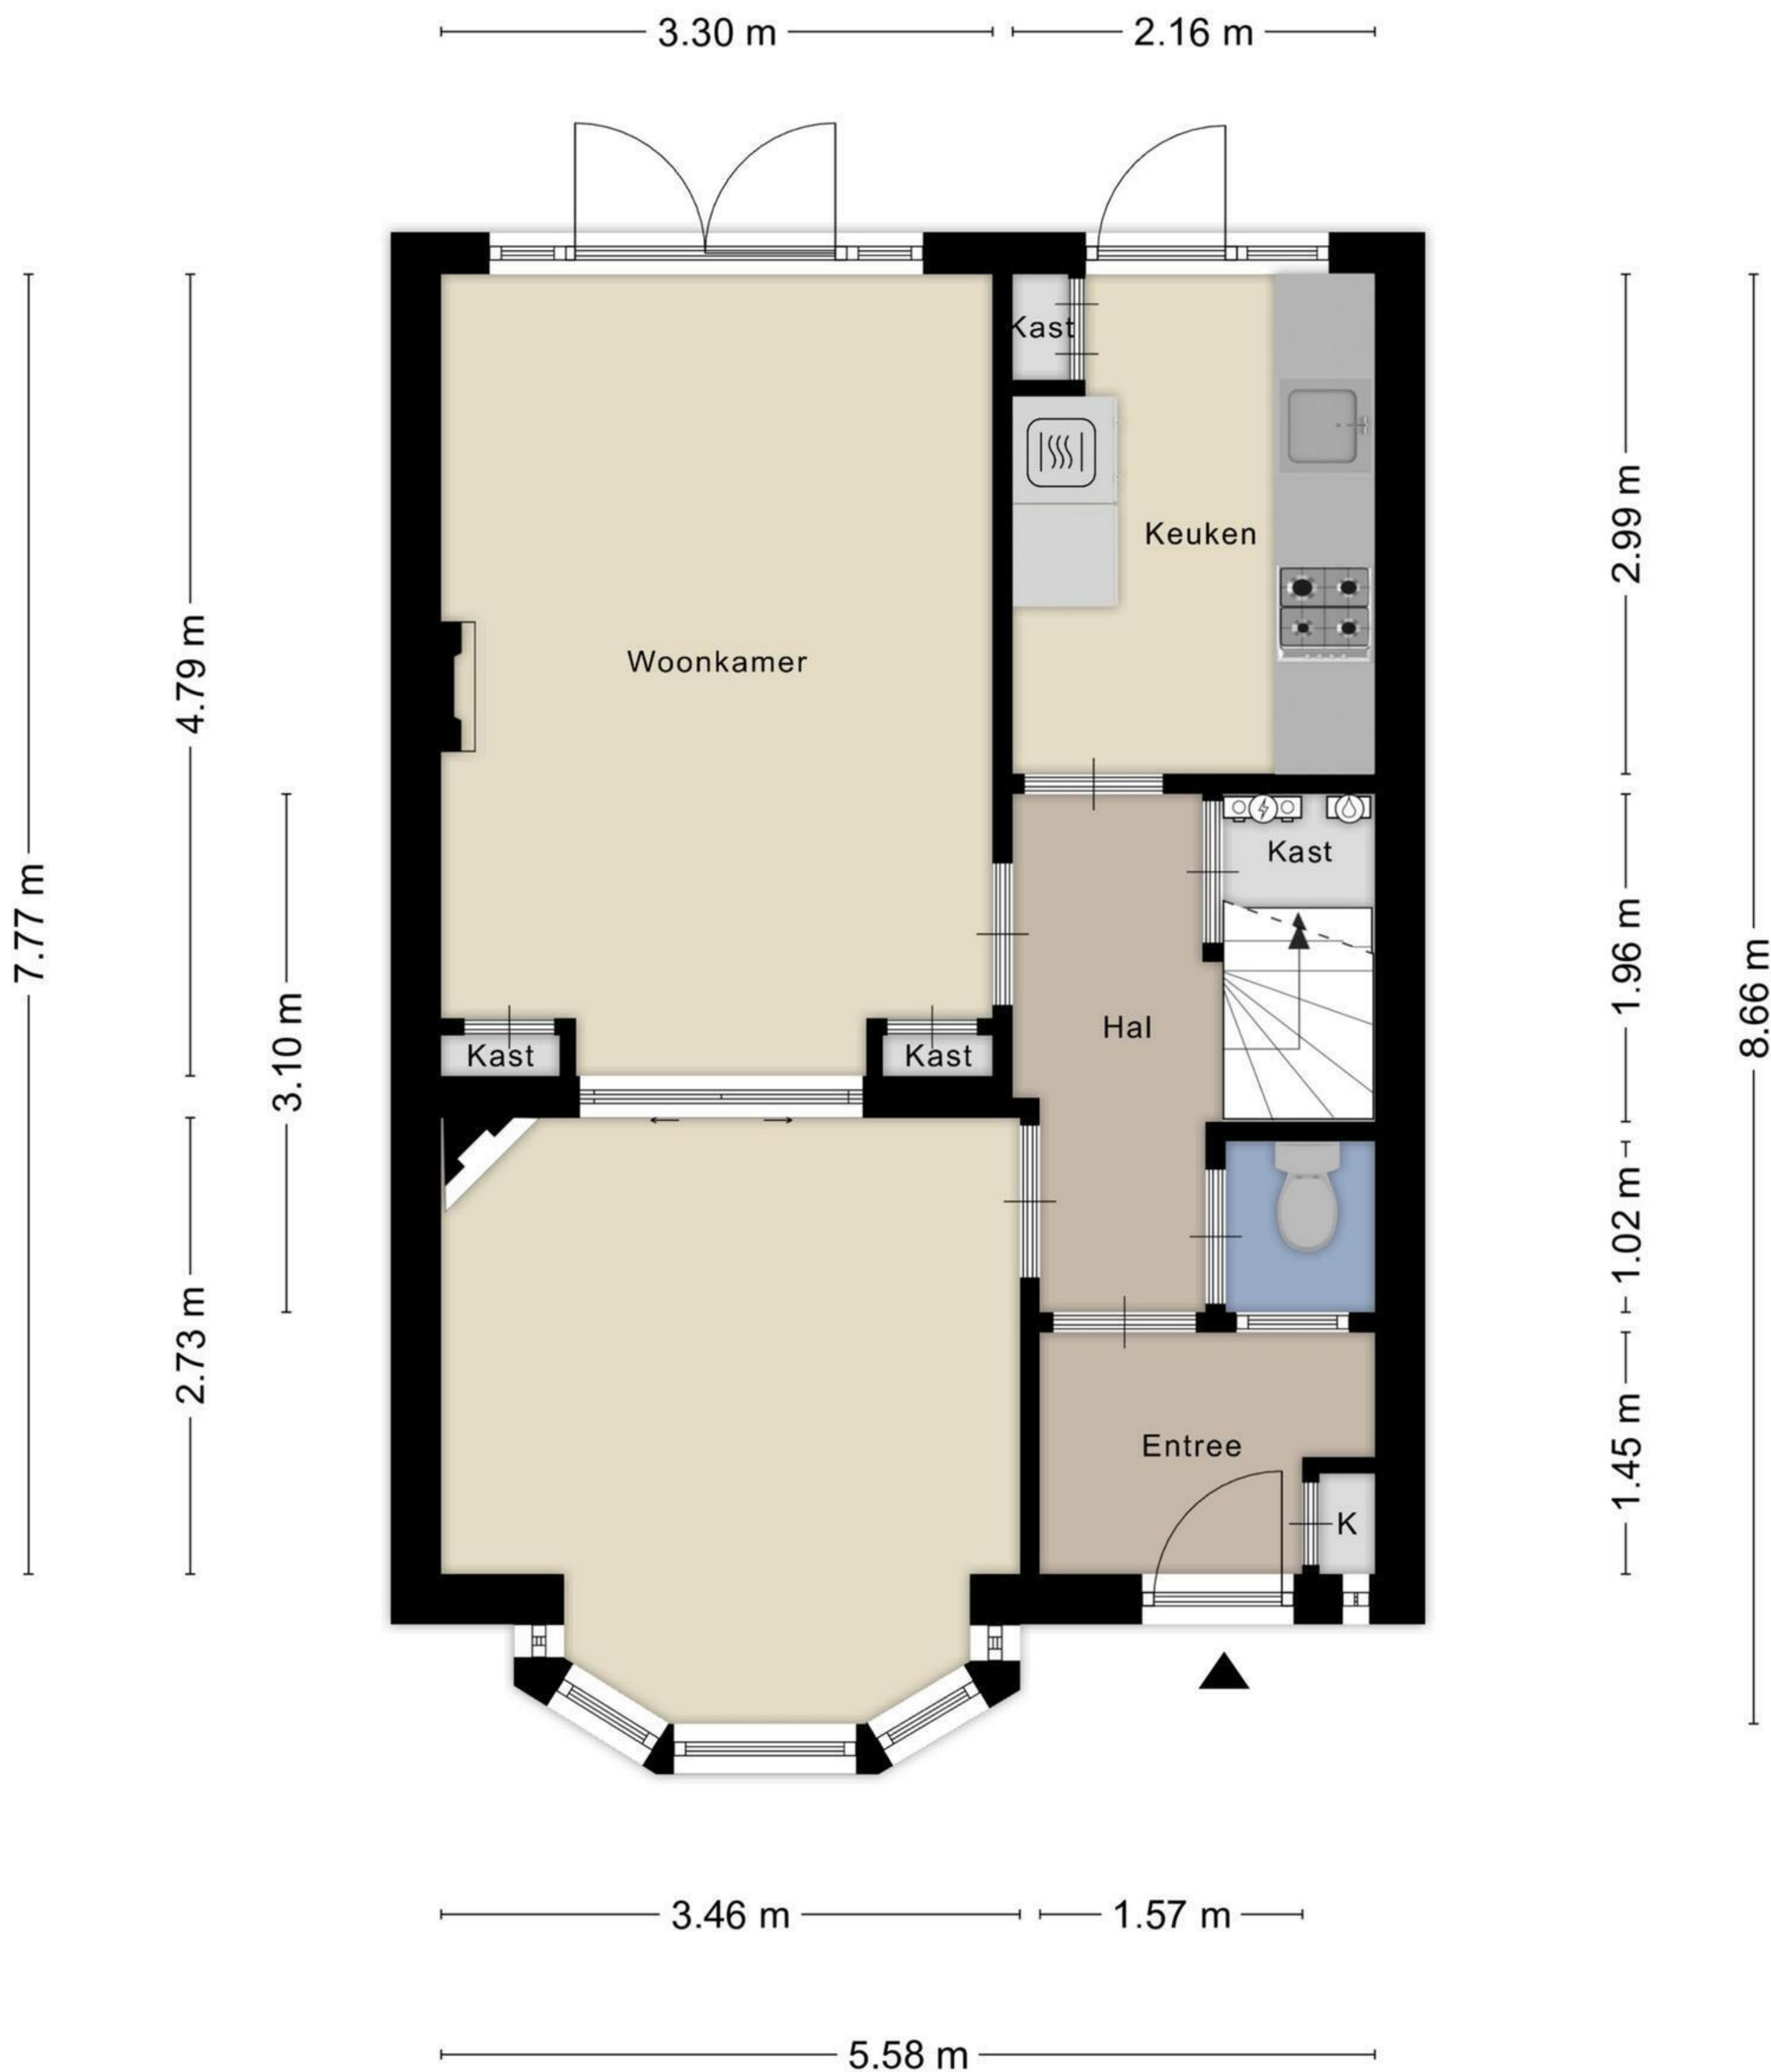 3.30 m
2.16 m
Kast
Keuken
2.99 m
4.79 m
Woonkamer
7.77 m
Kast
1.96 m
8.66 m
3.10 m
Hal
Kast
Kast
1.02 m
2.73 m
Entree
1.45 m
K
3.46 m
1.57 m
5.58 m